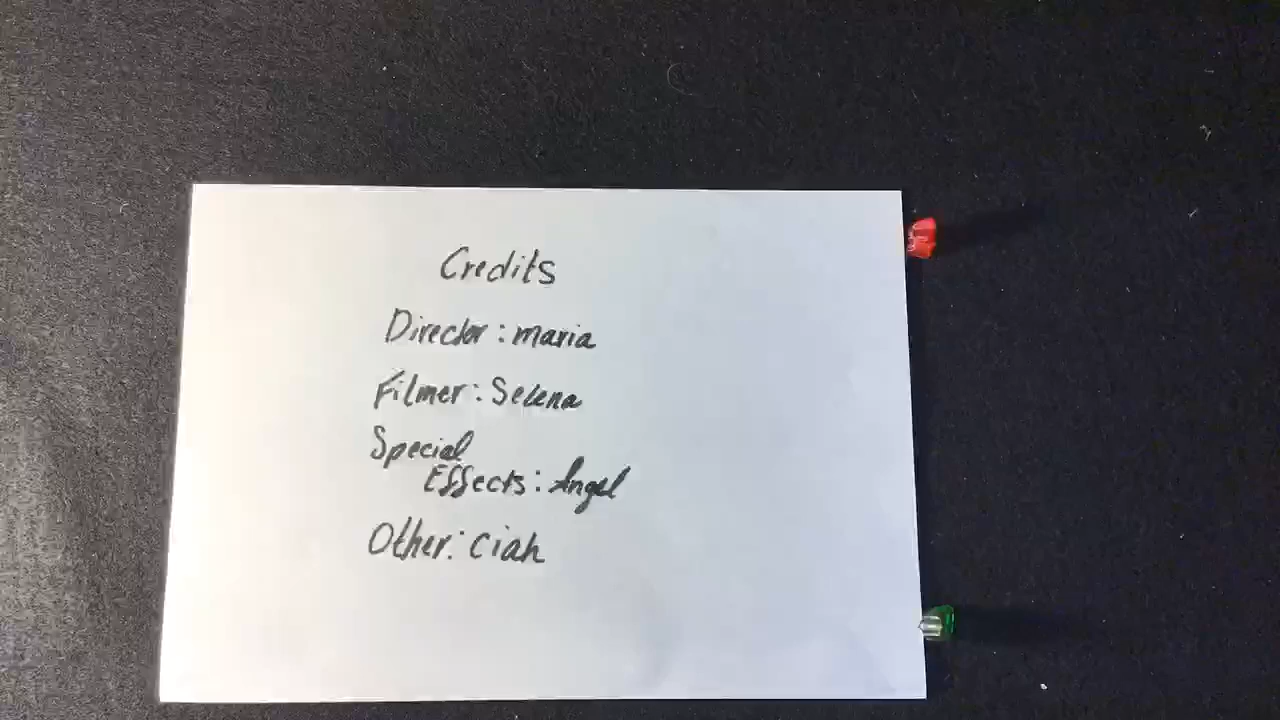 Credits
Director: maria
Filmer: Selena
Special
Effects: Angel
Other: Ciah